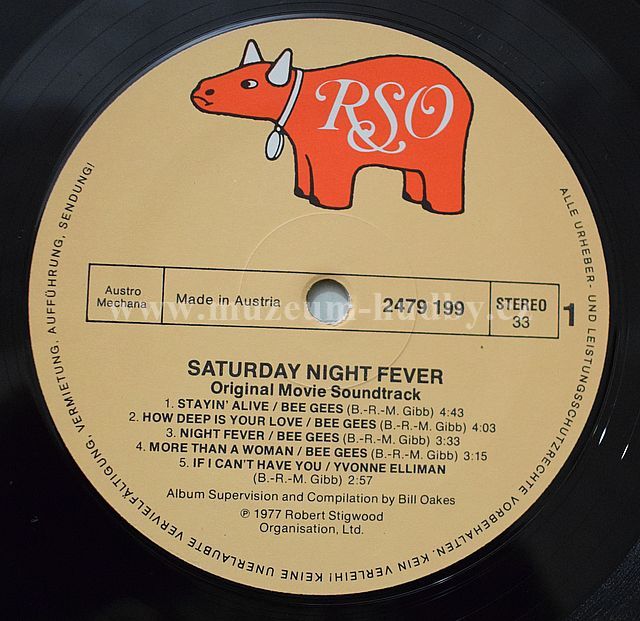 RSO
Austro
Mechana
Made in Austria
2479 199
STEREO
33
1
SATURDAY NIGHT FEVER
Original Movie Soundtrack
1. STAYIN' ALIVE / BEE GEES (B.-R.-M. Gibb) 4:43
2. HOW DEEP IS YOUR LOVE / BEE GEES (B.-R.-M. Gibb) 4:03
3. NIGHT FEVER / BEE GEES (B.-R.-M. Gibb) 3:33
4. MORE THAN A WOMAN / BEE GEES (B.-R.-M. Gibb) 3:15
5. IF I CAN'T HAVE YOU / YVONNE ELLIMAN
(B.-R.-M. Gibb) 2:57
Album Supervision and Compilation by Bill Oakes
℗ 1977 Robert Stigwood
Organisation, Ltd.
ALLE URHEBER- UND LEISTUNGSSCHUTZRECHTE VORBEHALTEN. KEIN VERLEIH! KEINE UNERLAUBTE VERVIELFÄLTIGUNG, VERMIETUNG, AUFFÜHRUNG, SENDUNG!
www.muzeum-hudby.cz